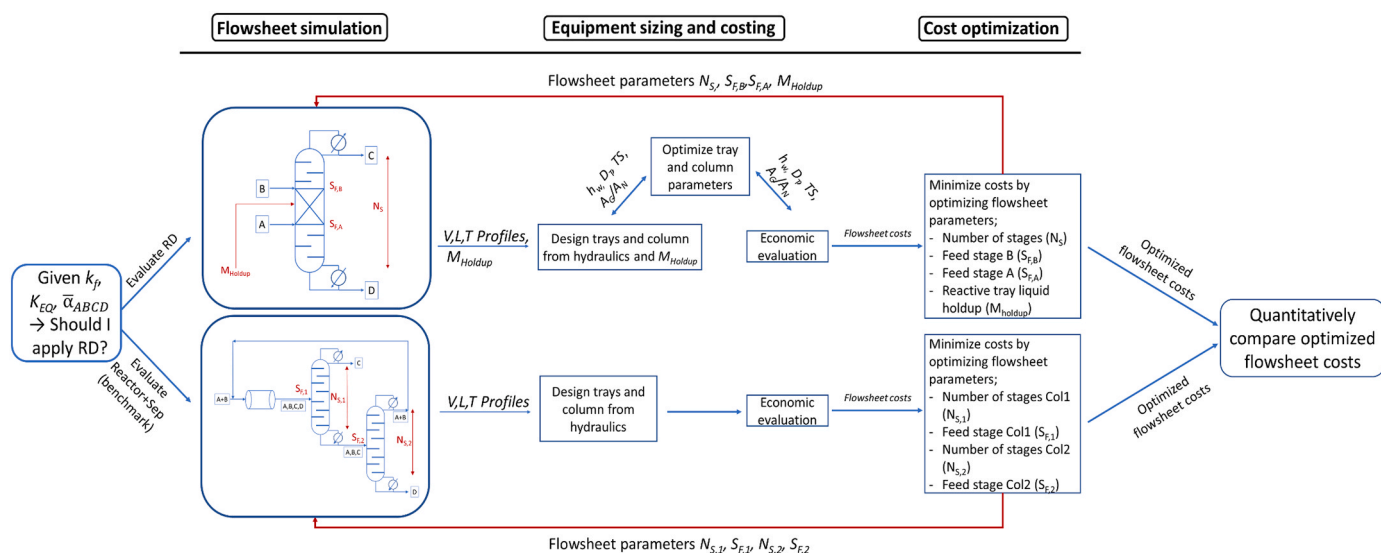 Flowsheet simulation
Equipment sizing and costing
Cost optimization
Flowsheet parameters N_S, S_F,B, S_F,A, M_Holdup
B
A
C
D
S_F,B
S_F,A
N_S
M_Holdup
Given k_f,
K_EQ, ᾱ_ABCD
→ Should I
apply RD?
Evaluate RD
Evaluate
Reactor+Sep
(benchmark)
V,L,T Profiles,
M_Holdup
Optimize tray
and column
parameters
h_w, D_P, TS,
A_G/A_N
h_w, D_P, TS,
A_G/A_N
Design trays and column
from hydraulics and M_Holdup
Economic
evaluation
Flowsheet costs
Minimize costs by
optimizing flowsheet
parameters;
- Number of stages (N_S)
- Feed stage B (S_F,B)
- Feed stage A (S_F,A)
- Reactive tray liquid
holdup (M_holdup)
Optimized
flowsheet costs
Quantitatively
compare optimized
flowsheet costs
A+B
A,B,C,D
S_F,1
N_S,1
C
S_F,2
A,B,C
A+B
N_S,2
D
V,L,T Profiles
Design trays and
column from
hydraulics
Economic
evaluation
Flowsheet costs
Minimize costs by
optimizing flowsheet
parameters;
- Number of stages Col1
(N_S,1)
- Feed stage Col1 (S_F,1)
- Number of stages Col2
(N_S,2)
- Feed stage Col2 (S_F,2)
Optimized
flowsheet costs
Flowsheet parameters N_S,1, S_F,1, N_S,2, S_F,2